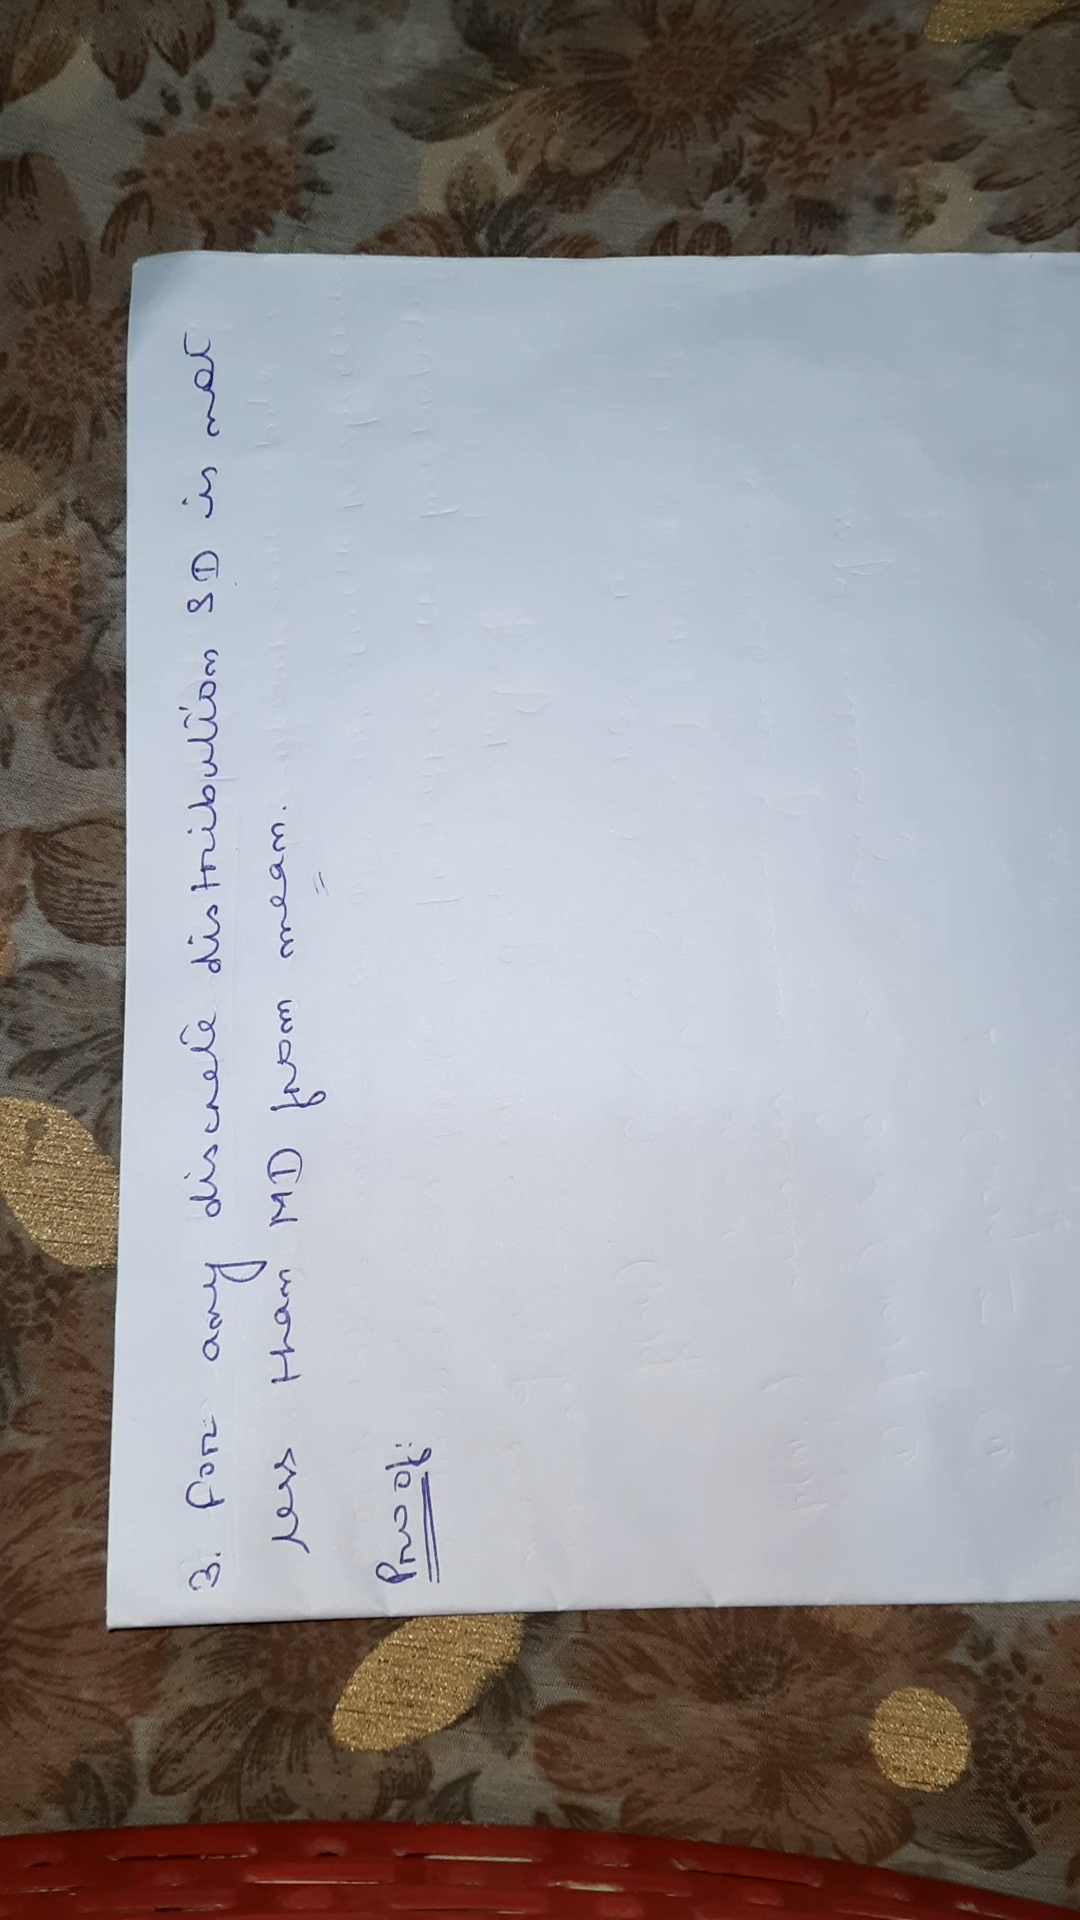 3. For any discrete distribution SD is not
less than MD from mean.
Proof: